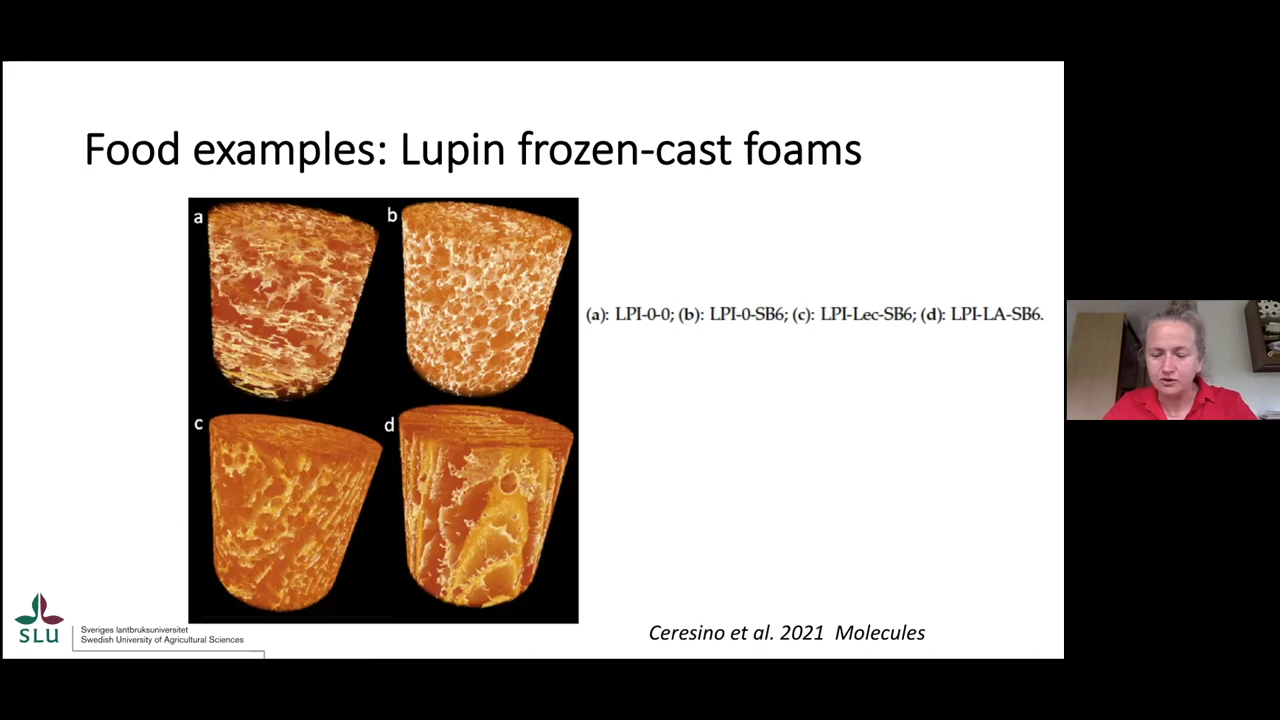 Food examples: Lupin frozen-cast foams
a
b
c
d
(a): LPI-0-0; (b): LPI-0-SB6; (c): LPI-Lec-SB6; (d): LPI-LA-SB6.
SLU
Sveriges lantbruksuniversitet
Swedish University of Agricultural Sciences
Ceresino et al. 2021 Molecules